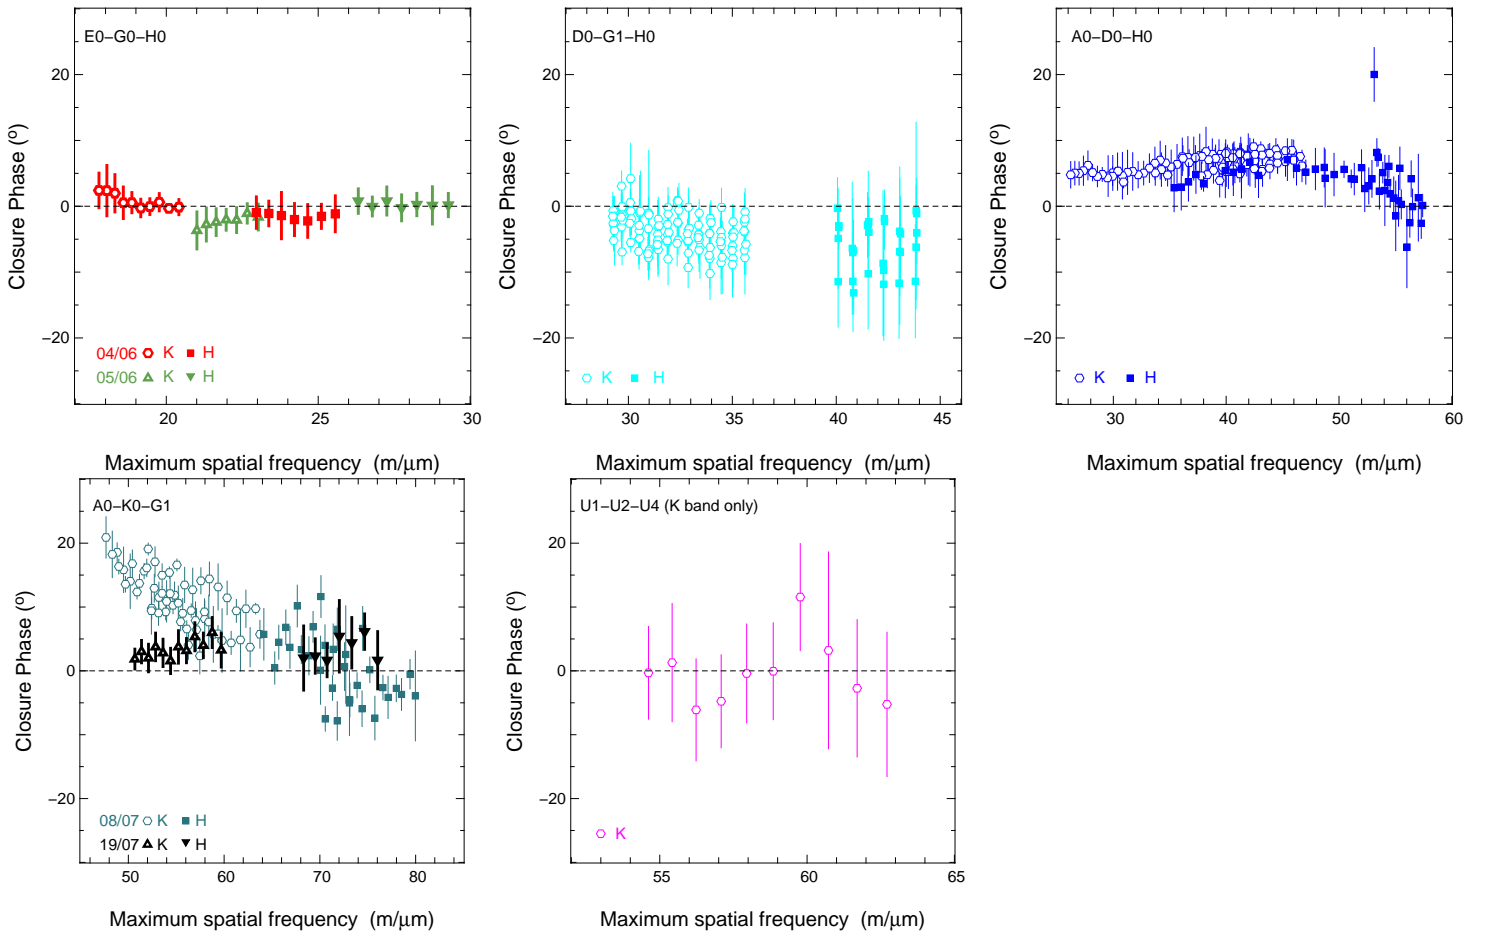 E0−G0−H0
20
0
−20
Closure Phase (º)
04/06 K H
05/06 K H
20 25 30
Maximum spatial frequency (m/μm)
D0−G1−H0
20
0
−20
Closure Phase (º)
K H
30 35 40 45
Maximum spatial frequency (m/μm)
A0−D0−H0
20
0
−20
Closure Phase (º)
K H
30 40 50 60
Maximum spatial frequency (m/μm)
A0−K0−G1
20
0
−20
Closure Phase (º)
08/07 K H
19/07 K H
50 60 70 80
Maximum spatial frequency (m/μm)
U1−U2−U4 (K band only)
20
0
−20
Closure Phase (º)
K
55 60 65
Maximum spatial frequency (m/μm)